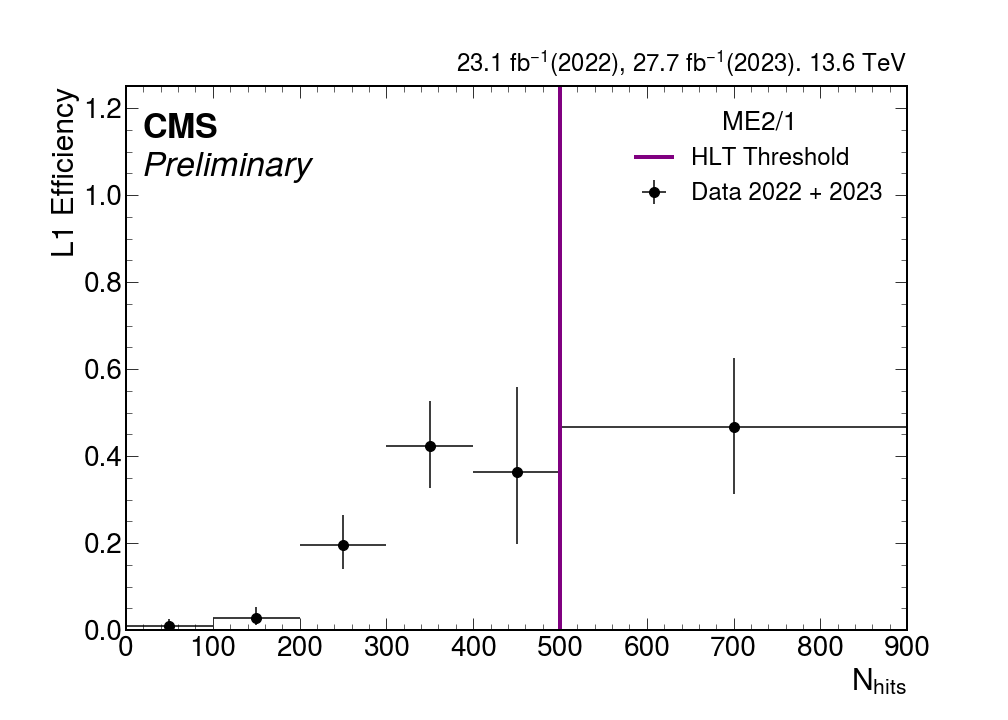 23.1 fb⁻¹(2022), 27.7 fb⁻¹(2023). 13.6 TeV
CMS
Preliminary
ME2/1
HLT Threshold
Data 2022 + 2023
L1 Efficiency
1.2
1.0
0.8
0.6
0.4
0.2
0.0
0 100 200 300 400 500 600 700 800 900
N_hits